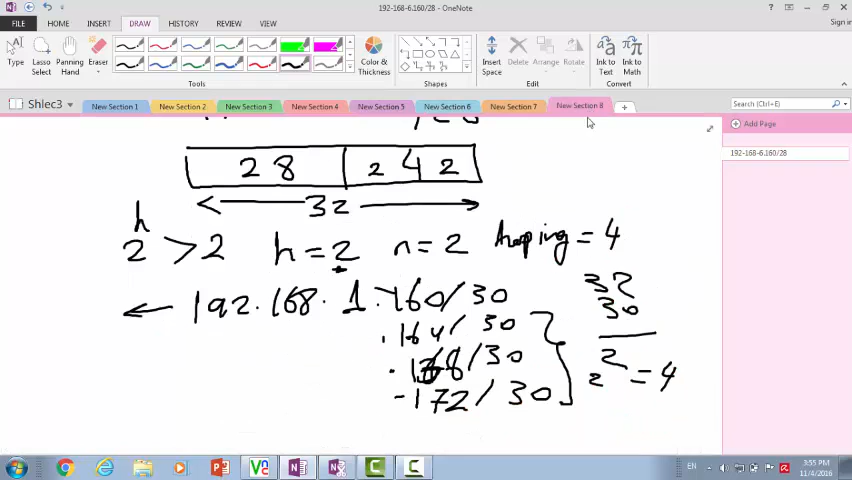 192-168-6.160/28 - OneNote
FILE HOME INSERT DRAW HISTORY REVIEW VIEW Sign in
Type Lasso Select Panning Hand Eraser Color & Thickness Insert Space Delete Arrange Rotate Ink to Text Ink to Math
Tools Shapes Edit Convert
Shlec3 New Section 1 New Section 2 New Section 3 New Section 4 New Section 5 New Section 6 New Section 7 New Section 8 Search (Ctrl+E)
Add Page
192-168-6.160/28
28 2 4 2
32
2^h >2 h=2 n=2 hoping=4
192.168.1.160/30
.164/30
.168/30
-172/30
32
30
2
2 =4
EN 3:55 PM
11/4/2016